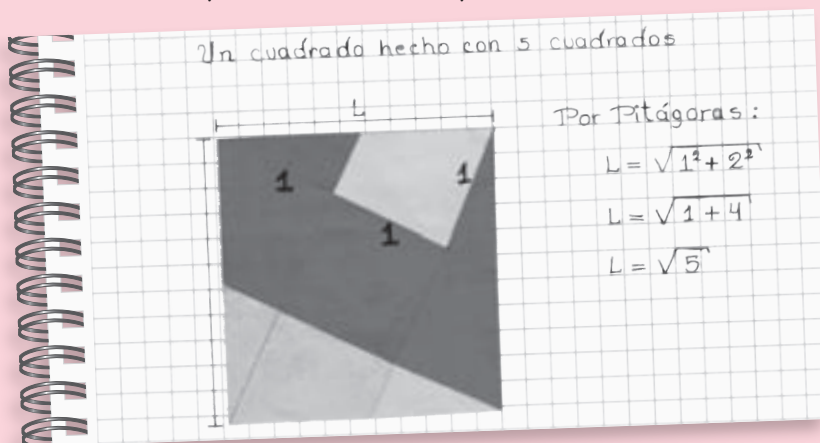 Un cuadrado hecho con 5 cuadrados
L
Por Pitágoras:
1
1
1
L = √1²+2²
L = √1+4
L = √5